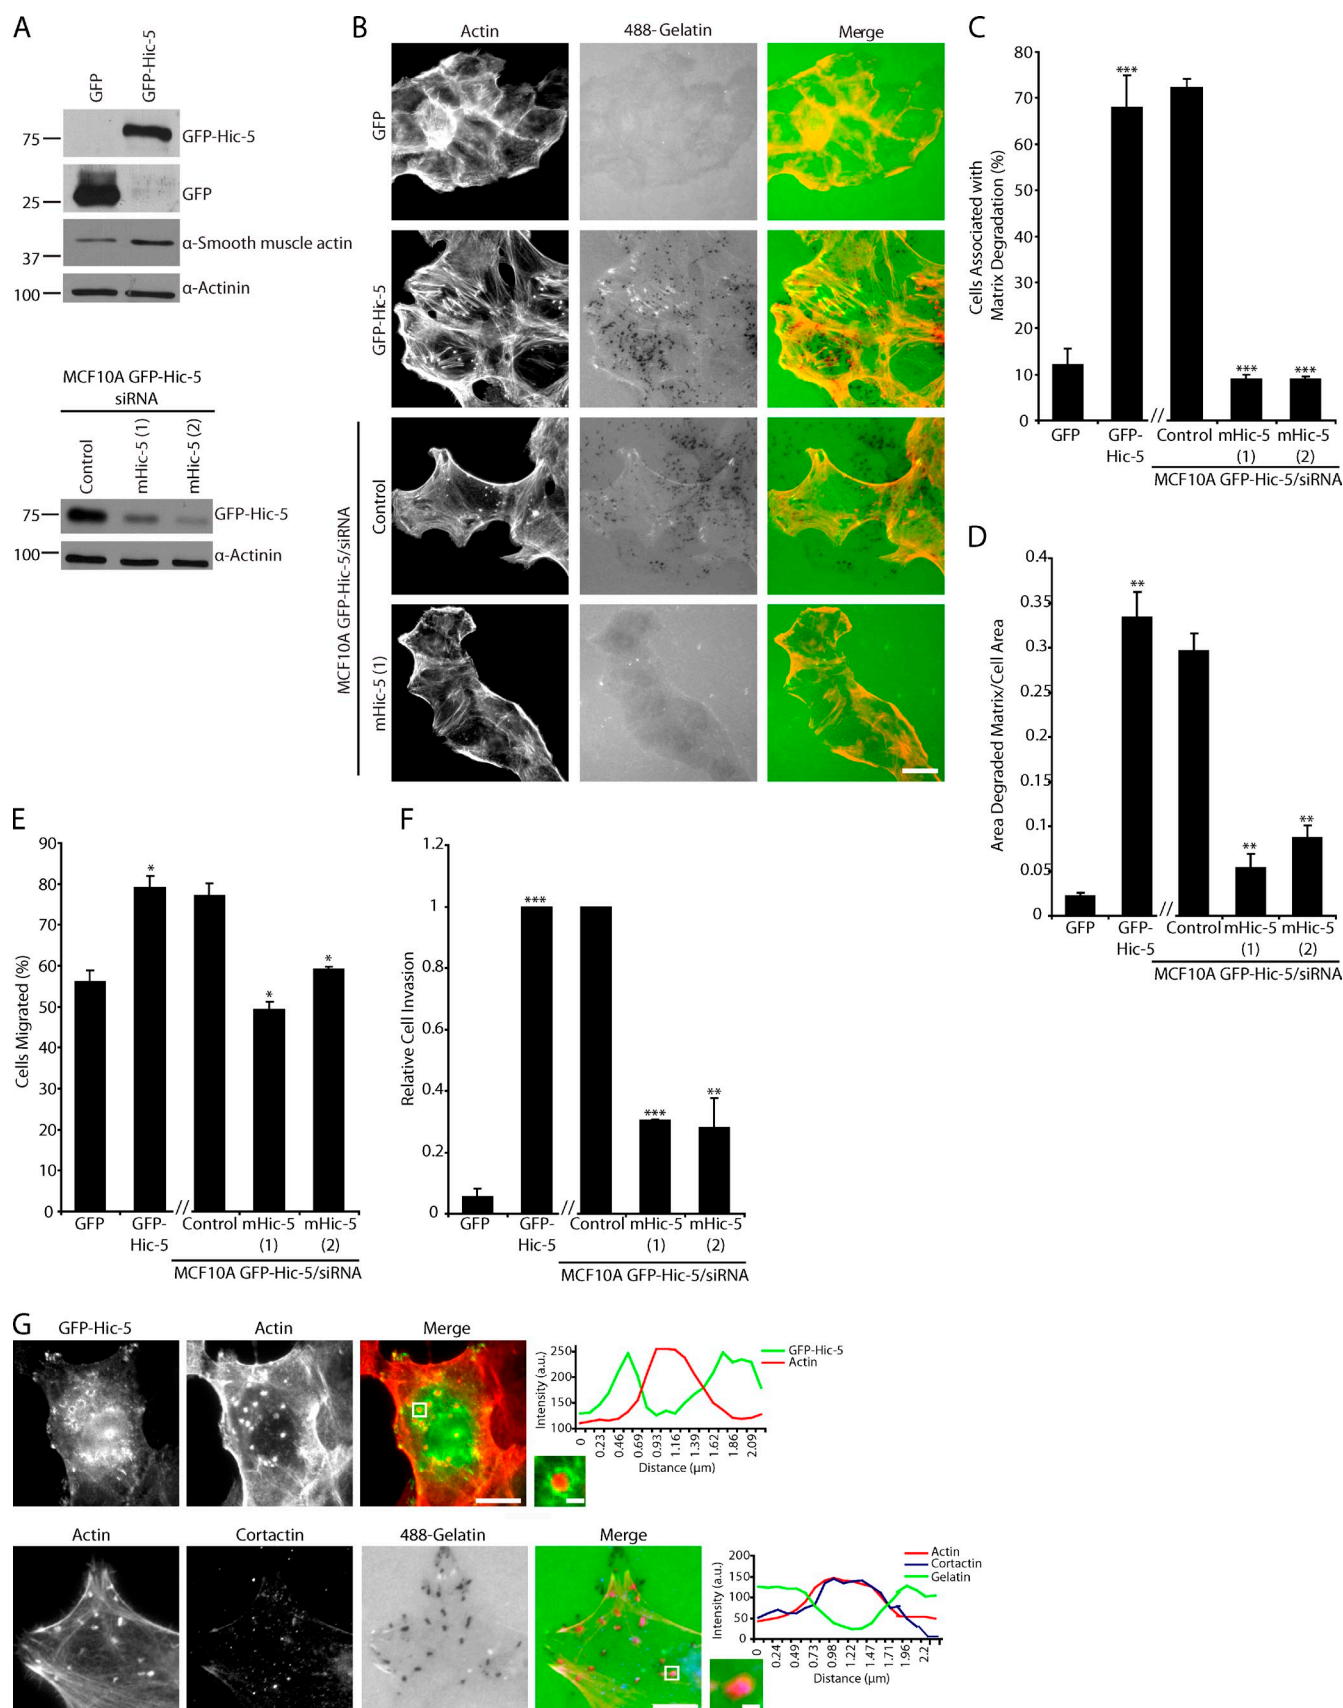 A
GFP
GFP-Hic-5
75
GFP-Hic-5
25
GFP
37
α-Smooth muscle actin
100
α-Actinin
MCF10A GFP-Hic-5
siRNA
Control
mHic-5 (1)
mHic-5 (2)
75
GFP-Hic-5
100
α-Actinin
B
Actin
488-Gelatin
Merge
GFP
GFP-Hic-5
MCF10A GFP-Hic-5/siRNA
Control
mHic-5 (1)
C
Cells Associated with
Matrix Degradation (%)
80
70
60
50
40
30
20
10
0
***
***
***
GFP
GFP-
Hic-5
//
Control
mHic-5
(1)
mHic-5
(2)
MCF10A GFP-Hic-5/siRNA
D
Area Degraded Matrix/Cell Area
0.4
0.35
0.3
0.25
0.2
0.15
0.1
0.05
0
**
**
**
GFP
GFP-
Hic-5
//
Control
mHic-5
(1)
mHic-5
(2)
MCF10A GFP-Hic-5/siRNA
E
Cells Migrated (%)
90
80
70
60
50
40
30
20
10
0
*
*
*
GFP
GFP-
Hic-5
//
Control
mHic-5
(1)
mHic-5
(2)
MCF10A GFP-Hic-5/siRNA
F
Relative Cell Invasion
1.2
1
0.8
0.6
0.4
0.2
0
***
***
**
GFP
GFP-
Hic-5
//
Control
mHic-5
(1)
mHic-5
(2)
MCF10A GFP-Hic-5/siRNA
G
GFP-Hic-5
Actin
Merge
Intensity (a.u.)
250
200
150
100
GFP-Hic-5
Actin
0
0.23
0.46
0.69
0.93
1.16
1.39
1.62
1.86
2.09
Distance (µm)
Actin
Cortactin
488-Gelatin
Merge
Intensity (a.u.)
200
150
100
50
0
Actin
Cortactin
Gelatin
0
0.24
0.49
0.73
0.98
1.22
1.47
1.71
1.96
2.2
Distance (µm)